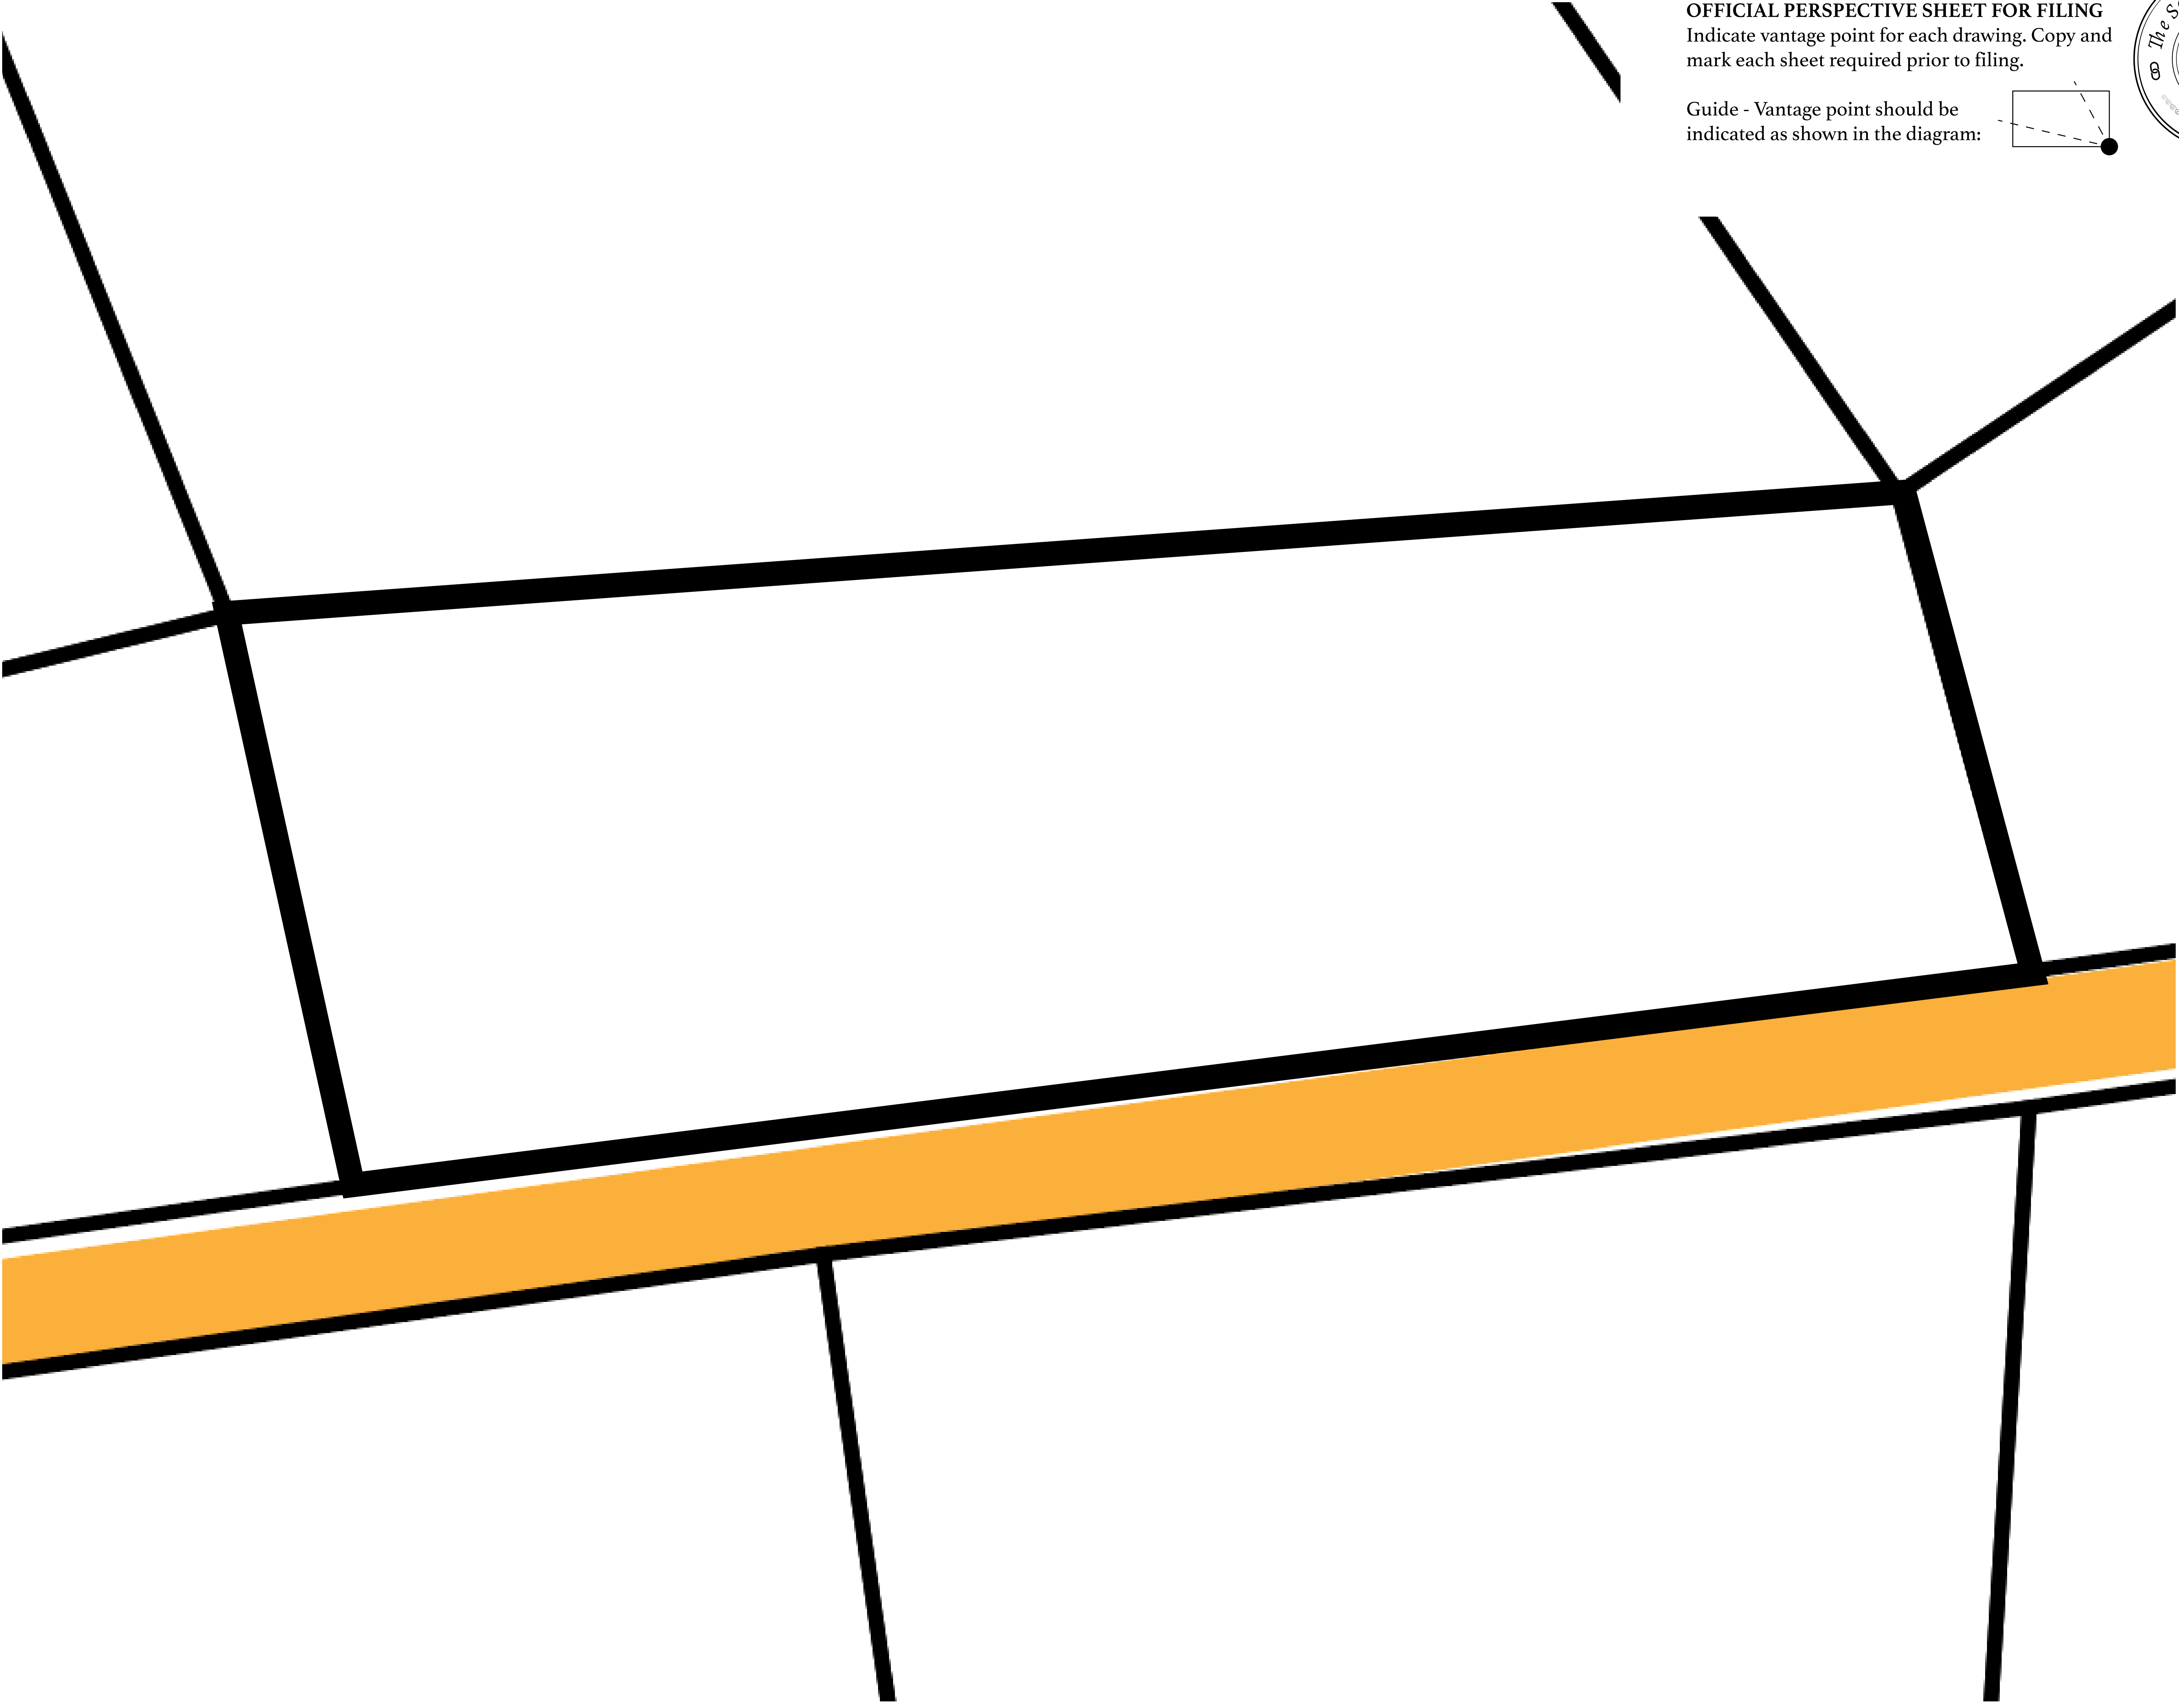 OFFICIAL PERSPECTIVE SHEET FOR FILING
Indicate vantage point for each drawing. Copy and
mark each sheet required prior to filing.
Guide - Vantage point should be
indicated as shown in the diagram:
The